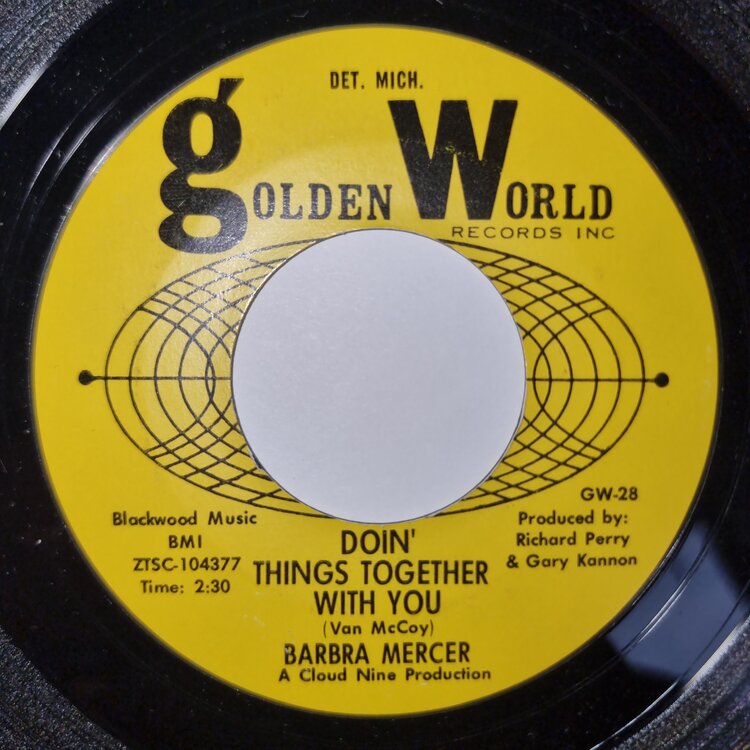 DET. MICH.
gOLDEN WORLD
RECORDS INC
Blackwood Music
BMI
ZTSC-104377
Time: 2:30
GW-28
Produced by:
Richard Perry
& Gary Kannon
DOIN'
THINGS TOGETHER
WITH YOU
(Van McCoy)
BARBRA MERCER
A Cloud Nine Production